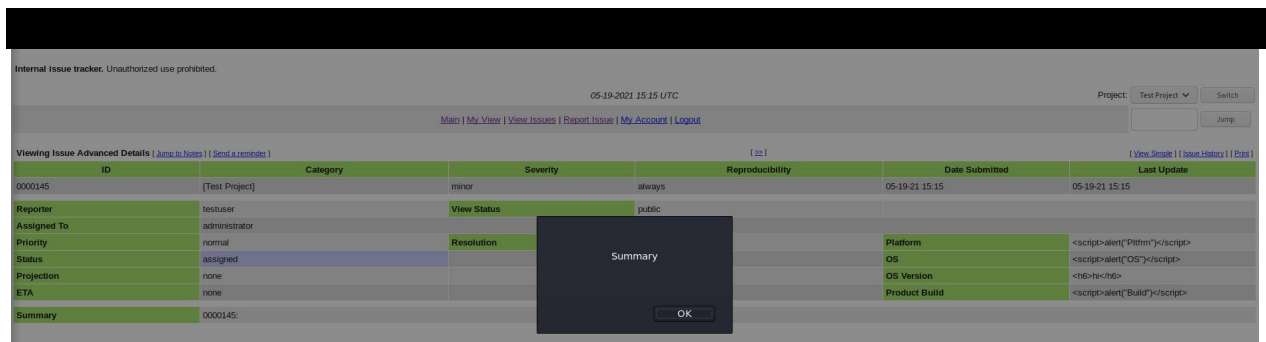 Internal issue tracker. Unauthorized use prohibited.
05-19-2021 15:15 UTC
Project: Test Project Switch
Main | My View | View Issues | Report Issue | My Account | Logout
Jump
Viewing Issue Advanced Details [ Jump to Notes ] [ Send a reminder ] [ >> ] [ View Simple ] [ Issue History ] [ Print ]
ID Category Severity Reproducibility Date Submitted Last Update
0000145 [Test Project] minor always 05-19-21 15:15 05-19-21 15:15
Reporter testuser View Status public
Assigned To administrator
Priority normal Resolution Platform <script>alert("Pltfrm")</script>
Status assigned OS <script>alert("OS")</script>
Projection none OS Version <h6>hi</h6>
ETA none Product Build <script>alert("Build")</script>
Summary 0000145:
Summary
OK